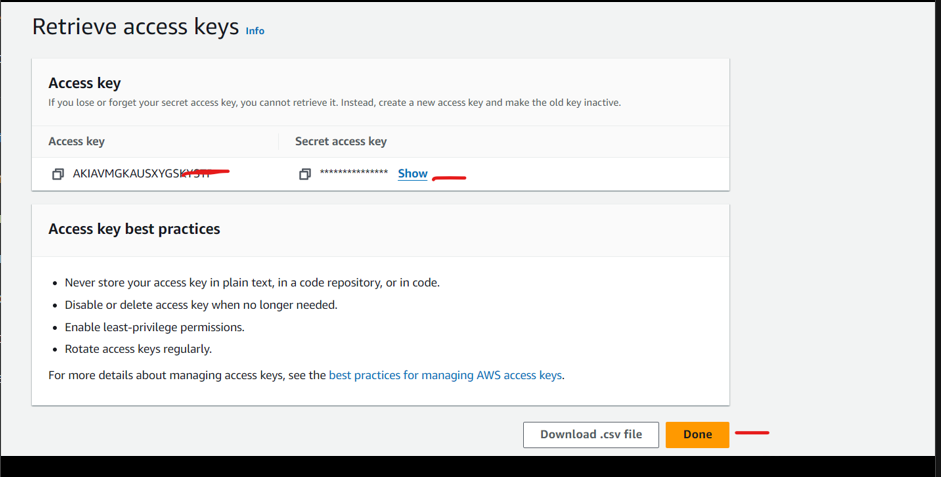 Retrieve access keys Info
Access key
If you lose or forget your secret access key, you cannot retrieve it. Instead, create a new access key and make the old key inactive.
Access key Secret access key
*************** Show
Access key best practices
• Never store your access key in plain text, in a code repository, or in code.
• Disable or delete access key when no longer needed.
• Enable least-privilege permissions.
• Rotate access keys regularly.
For more details about managing access keys, see the best practices for managing AWS access keys.
Download .csv file Done